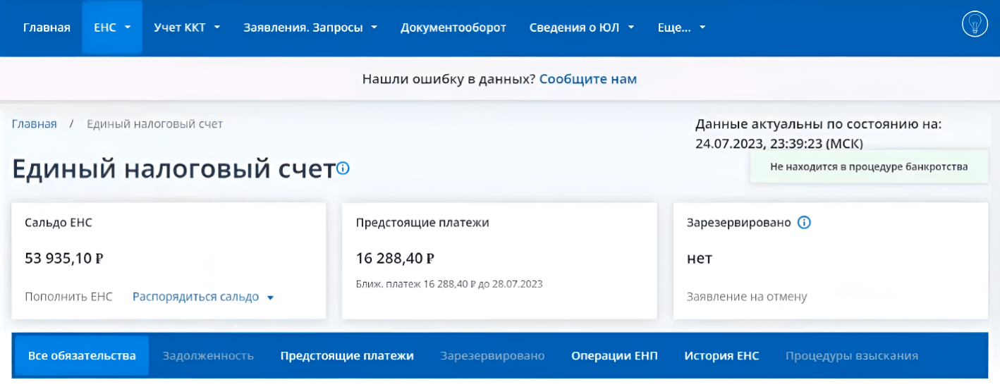 Главная ЕНС Учет ККТ Заявления. Запросы Документооборот Сведения о ЮЛ Еще...
Нашли ошибку в данных? Сообщите нам
Главная / Единый налоговый счет
Данные актуальны по состоянию на:
24.07.2023, 23:39:23 (МСК)
Единый налоговый счет
Не находится в процедуре банкротства
Сальдо ЕНС
53 935,10 ₽
Пополнить ЕНС Распорядиться сальдо
Предстоящие платежи
16 288,40 ₽
Ближ. платеж 16 288,40 ₽ до 28.07.2023
Зарезервировано
нет
Заявление на отмену
Все обязательства Задолженность Предстоящие платежи Зарезервировано Операции ЕНП История ЕНС Процедуры взыскания